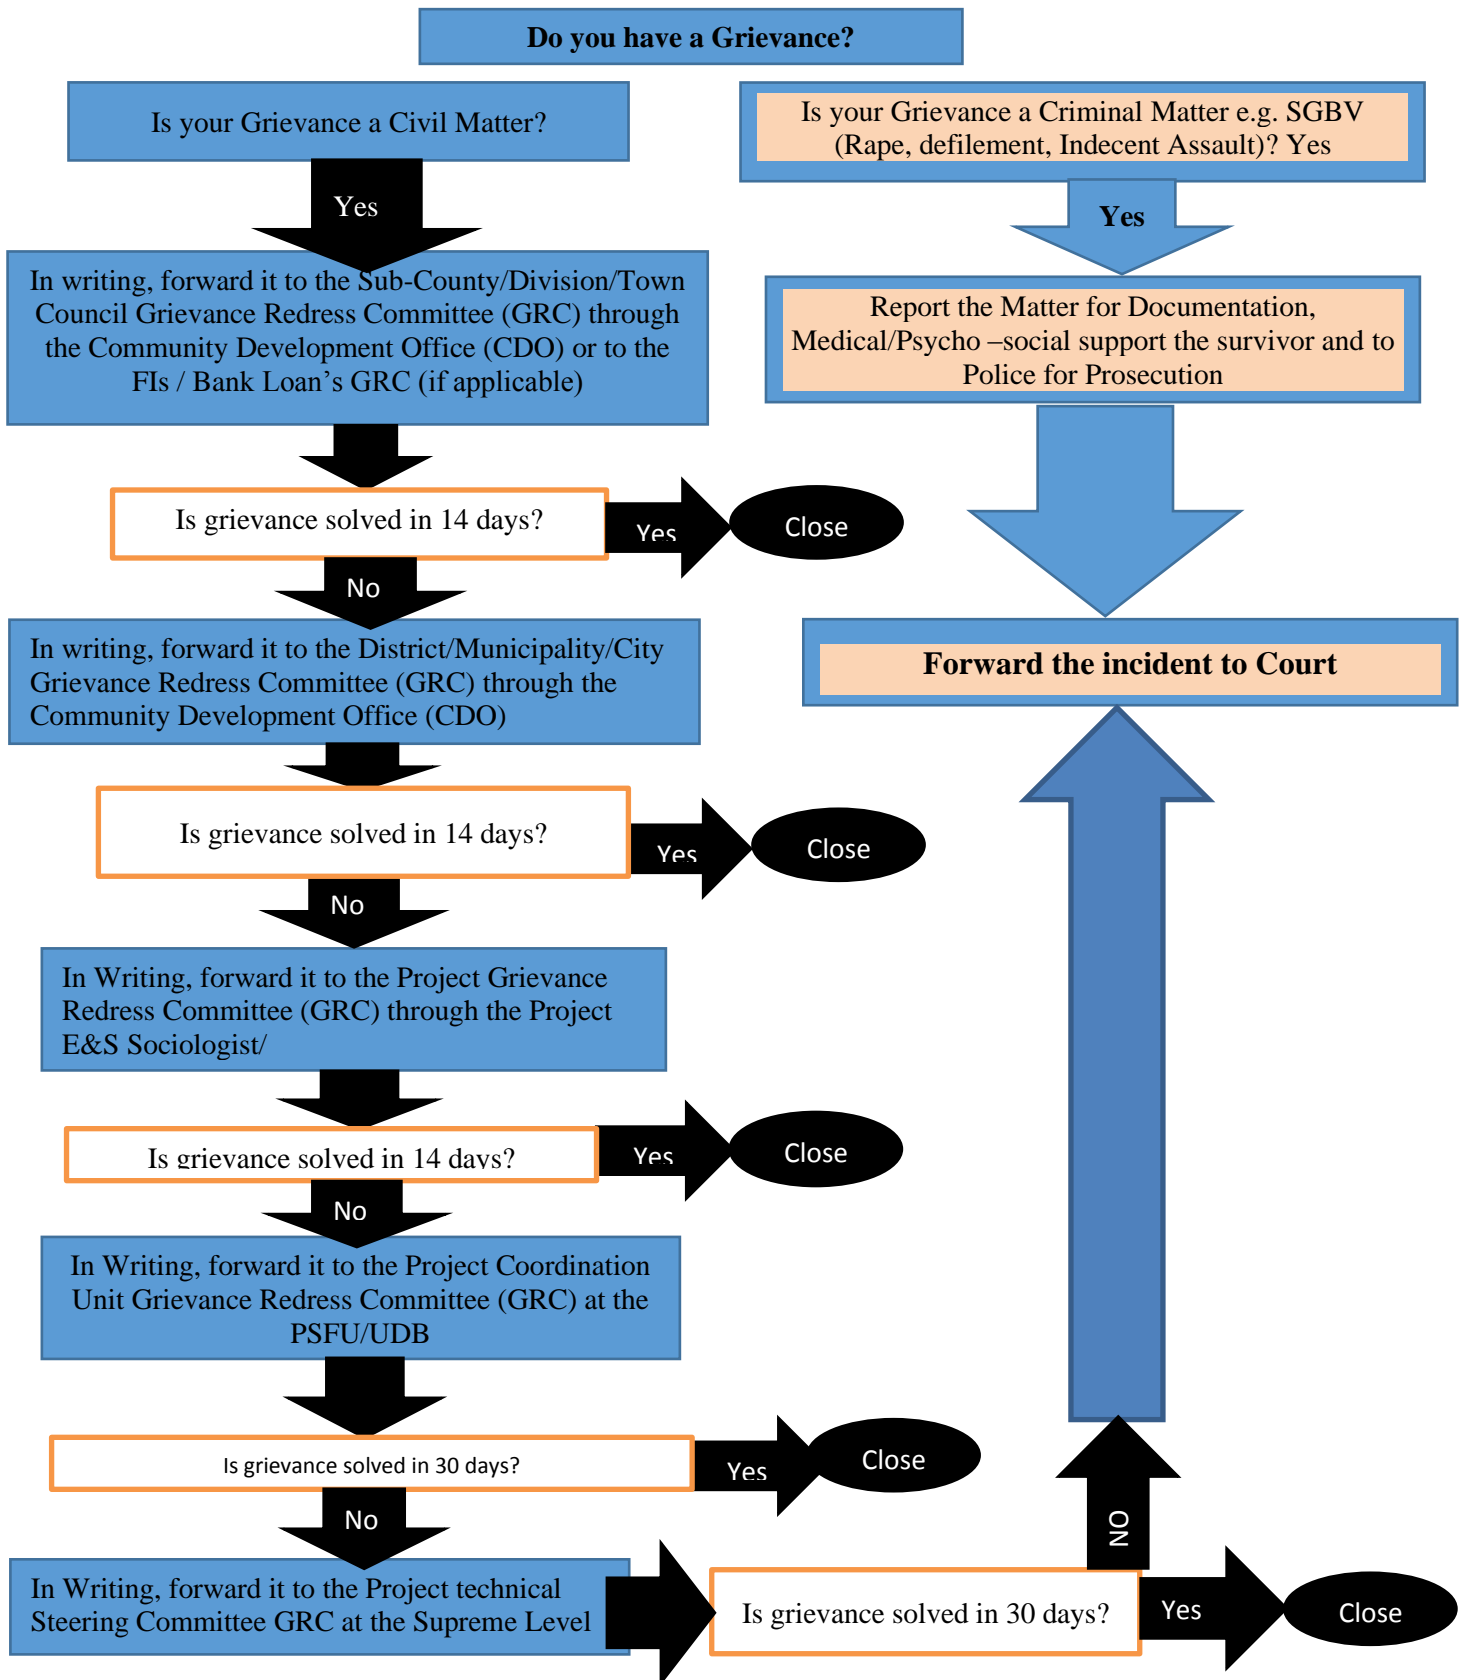 Do you have a Grievance?
Is your Grievance a Civil Matter?
Is your Grievance a Criminal Matter e.g. SGBV
(Rape, defilement, Indecent Assault)? Yes
Yes
Yes
In writing, forward it to the Sub-County/Division/Town
Council Grievance Redress Committee (GRC) through
the Community Development Office (CDO) or to the
FIs / Bank Loan’s GRC (if applicable)
Report the Matter for Documentation,
Medical/Psycho –social support the survivor and to
Police for Prosecution
Is grievance solved in 14 days?
Yes
Close
No
In writing, forward it to the District/Municipality/City
Grievance Redress Committee (GRC) through the
Community Development Office (CDO)
Forward the incident to Court
Is grievance solved in 14 days?
Yes
Close
No
In Writing, forward it to the Project Grievance
Redress Committee (GRC) through the Project
E&S Sociologist/
Is grievance solved in 14 days?
Yes
Close
No
In Writing, forward it to the Project Coordination
Unit Grievance Redress Committee (GRC) at the
PSFU/UDB
Is grievance solved in 30 days?
Yes
Close
No
In Writing, forward it to the Project technical
Steering Committee GRC at the Supreme Level
Is grievance solved in 30 days?
NO
Yes
Close